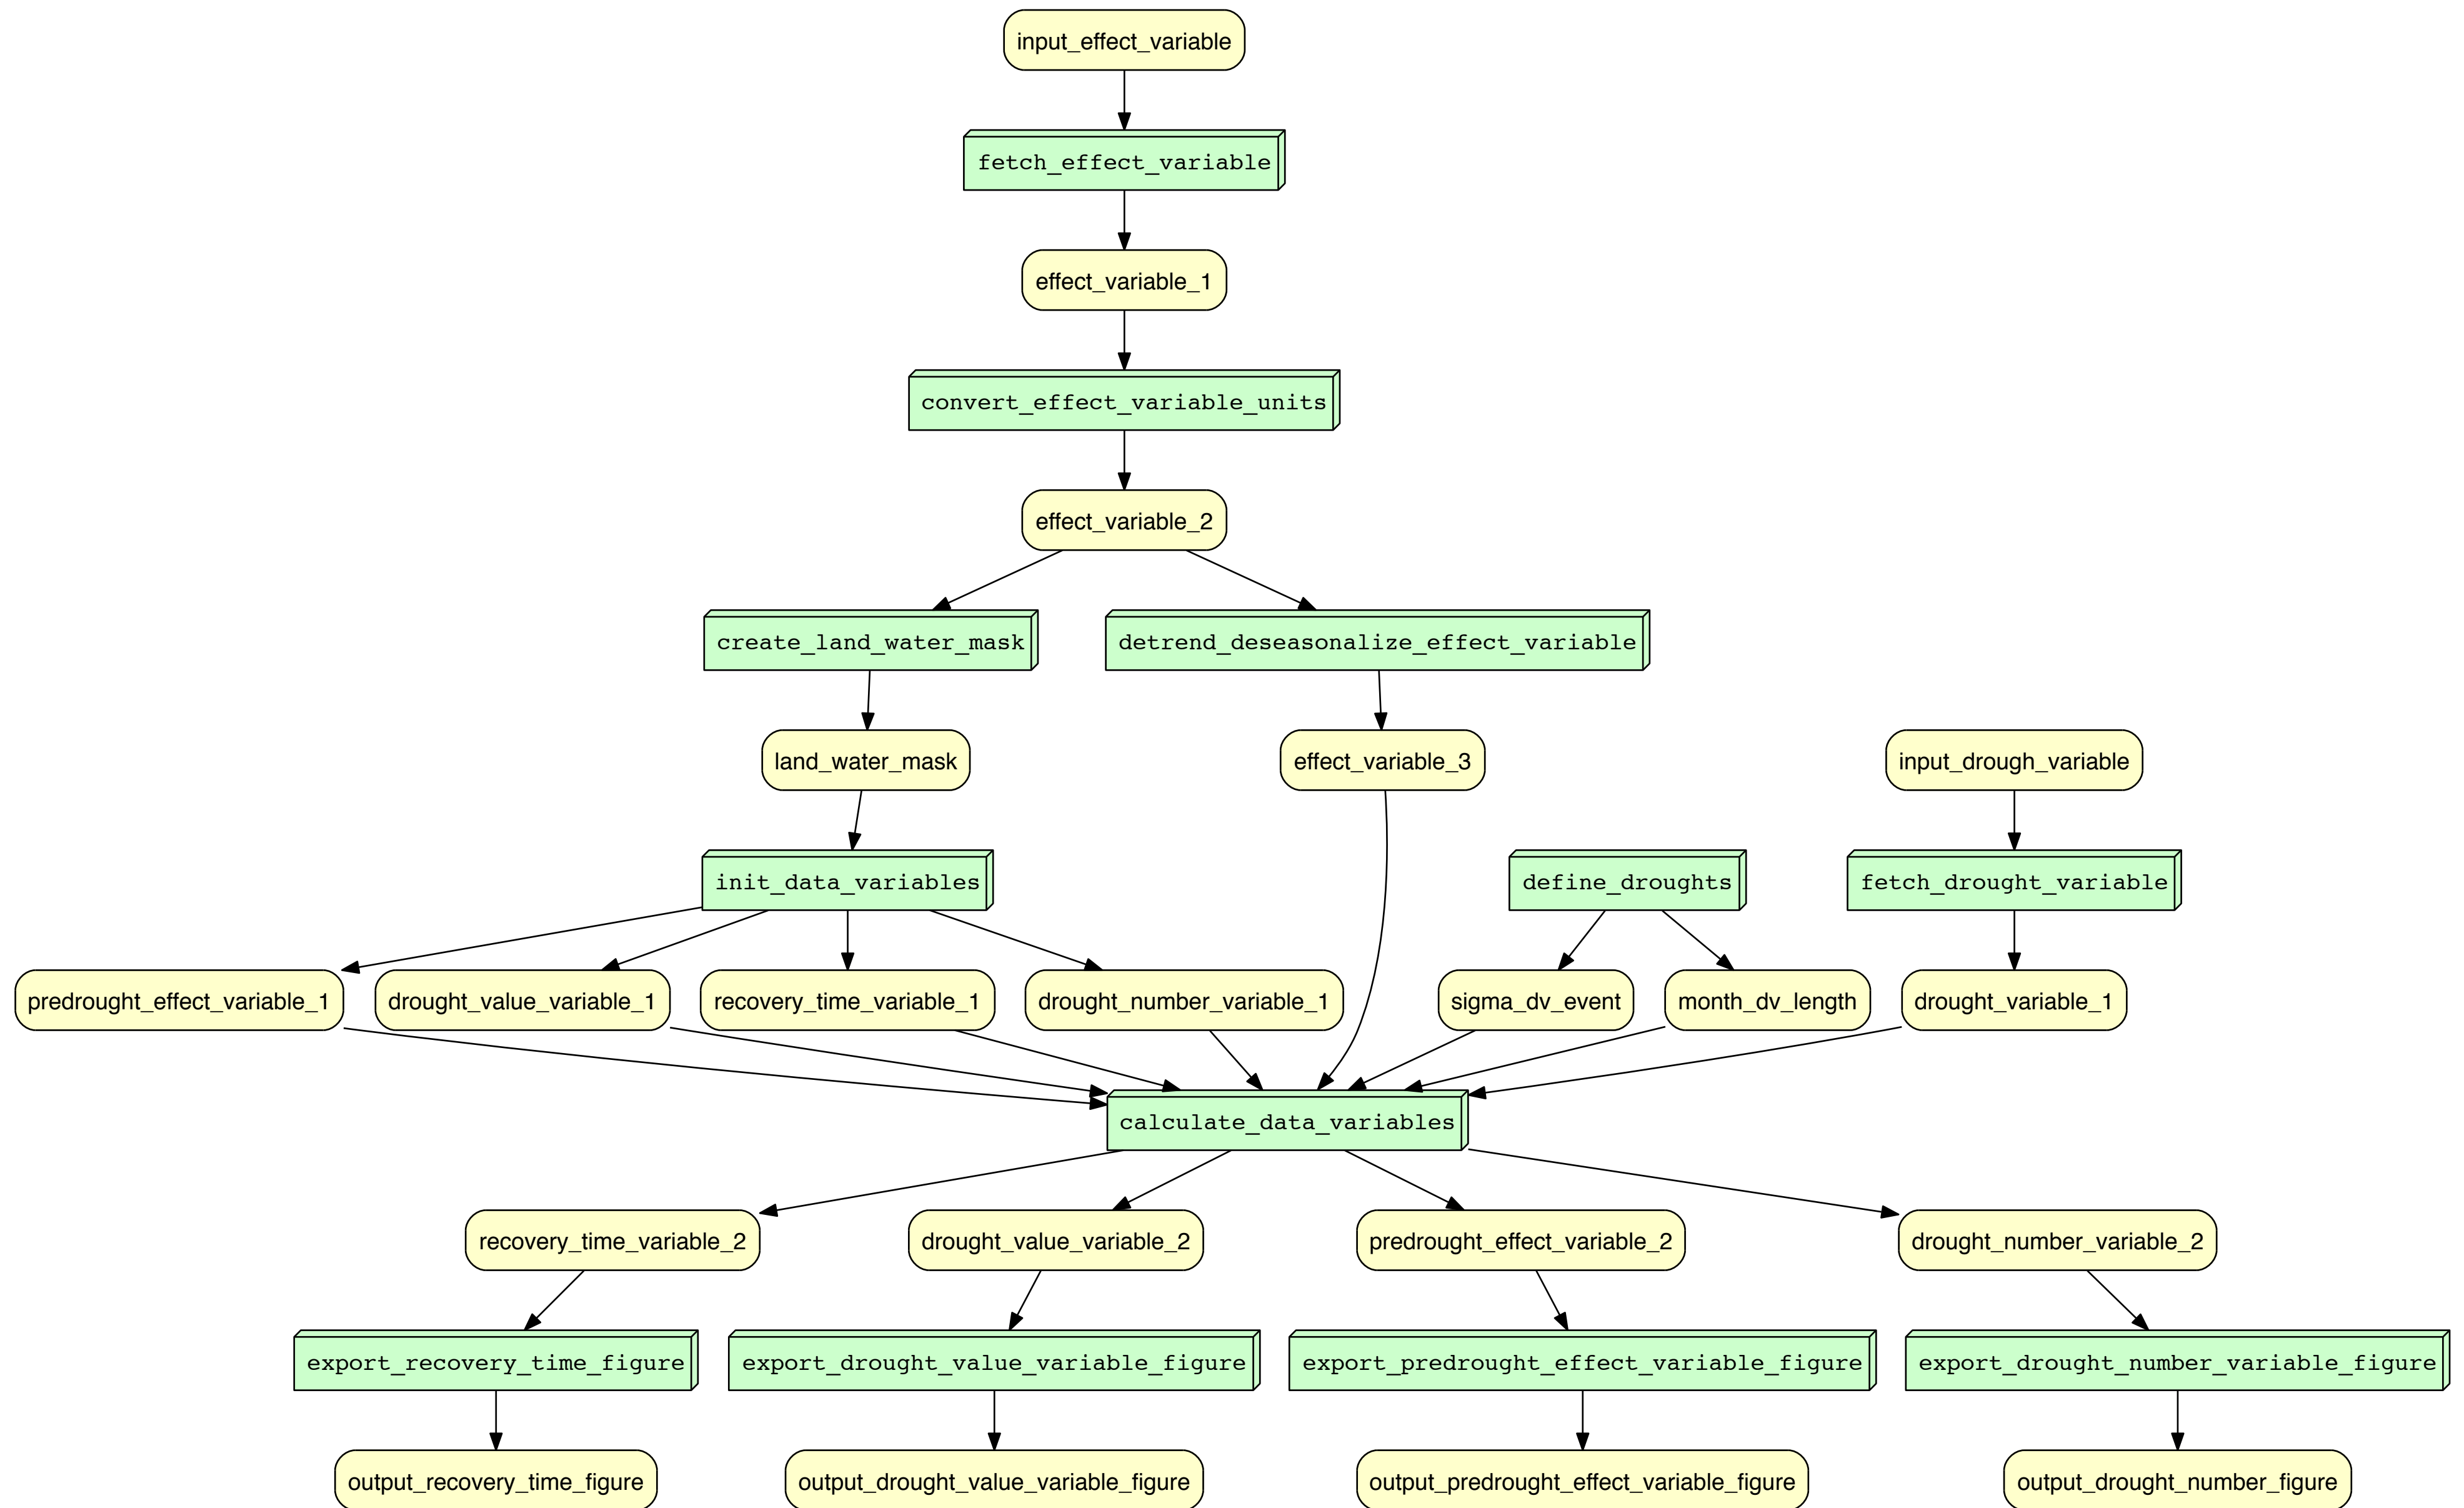 input_effect_variable
fetch_effect_variable
effect_variable_1
convert_effect_variable_units
effect_variable_2
create_land_water_mask
detrend_deseasonalize_effect_variable
land_water_mask
effect_variable_3
input_drough_variable
init_data_variables
define_droughts
fetch_drought_variable
predrought_effect_variable_1
drought_value_variable_1
recovery_time_variable_1
drought_number_variable_1
sigma_dv_event
month_dv_length
drought_variable_1
calculate_data_variables
recovery_time_variable_2
drought_value_variable_2
predrought_effect_variable_2
drought_number_variable_2
export_recovery_time_figure
export_drought_value_variable_figure
export_predrought_effect_variable_figure
export_drought_number_variable_figure
output_recovery_time_figure
output_drought_value_variable_figure
output_predrought_effect_variable_figure
output_drought_number_figure